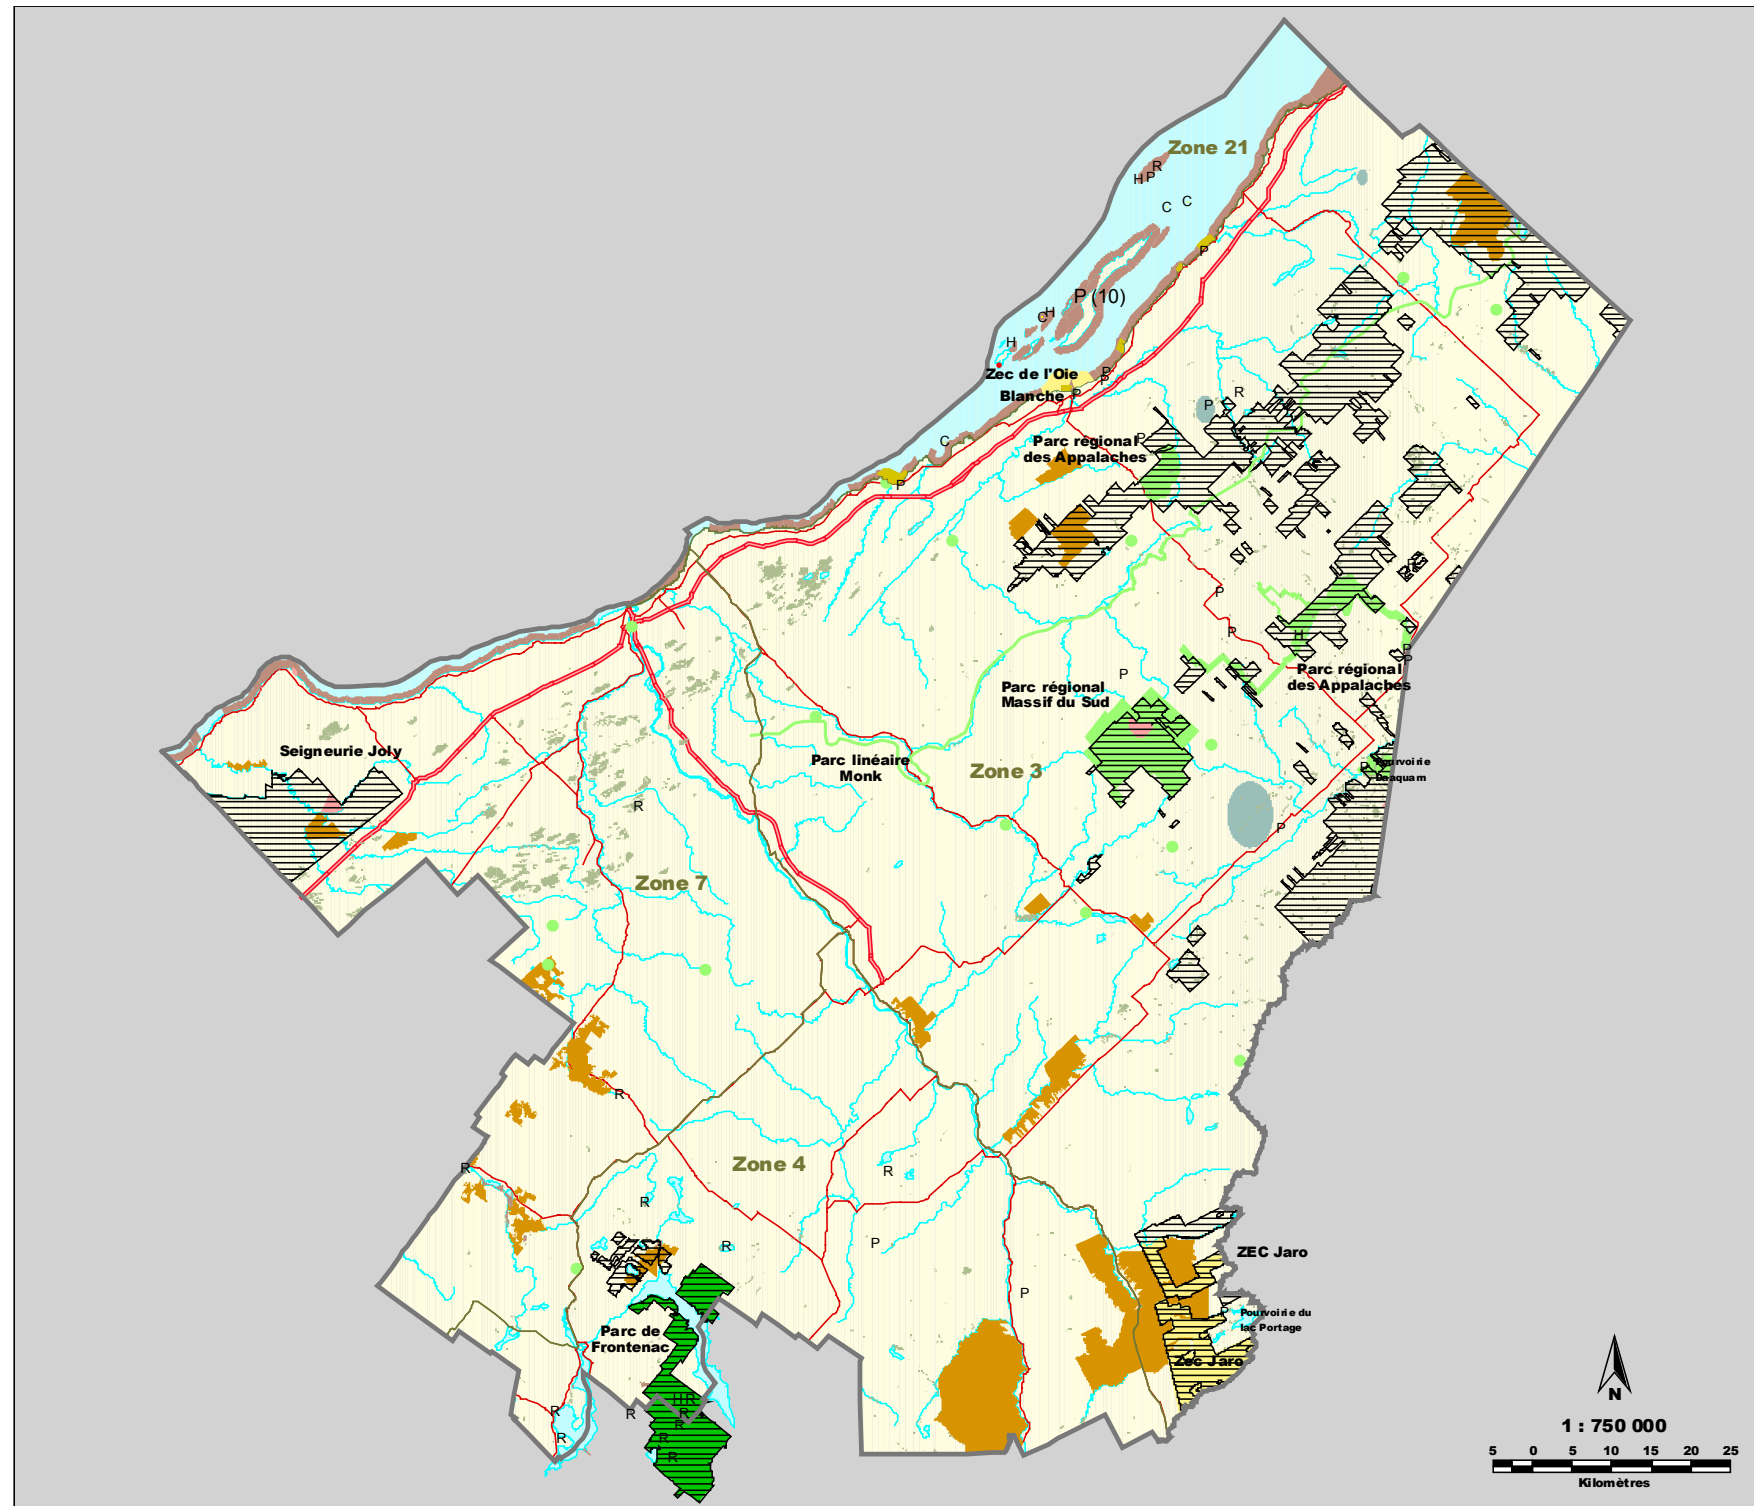 Zone 21
R
H P
C C
P
P (10)
H
C
H
Zec de l'Oie
Blanche
P
P
P
R
P
C
P
Parc régional
des Appalaches
P
P
P
H
P
P
Parc régional
des Appalaches
P
Parc régional
Massif du Sud
Seigneurie Joly
Parc linéaire
Monk
Zone 3
P
Pourvoirie
Daaquam
R
P
Zone 7
R
Zone 4
R
R
R
R
P
ZEC Jaro
P
P
Pourvoirie du
lac Portage
Parc de
Frontenac
Zec Jaro
H R
R
R
R
R
R
R
R
N
1 : 750 000
5 0 5 10 15 20 25
Kilomètres